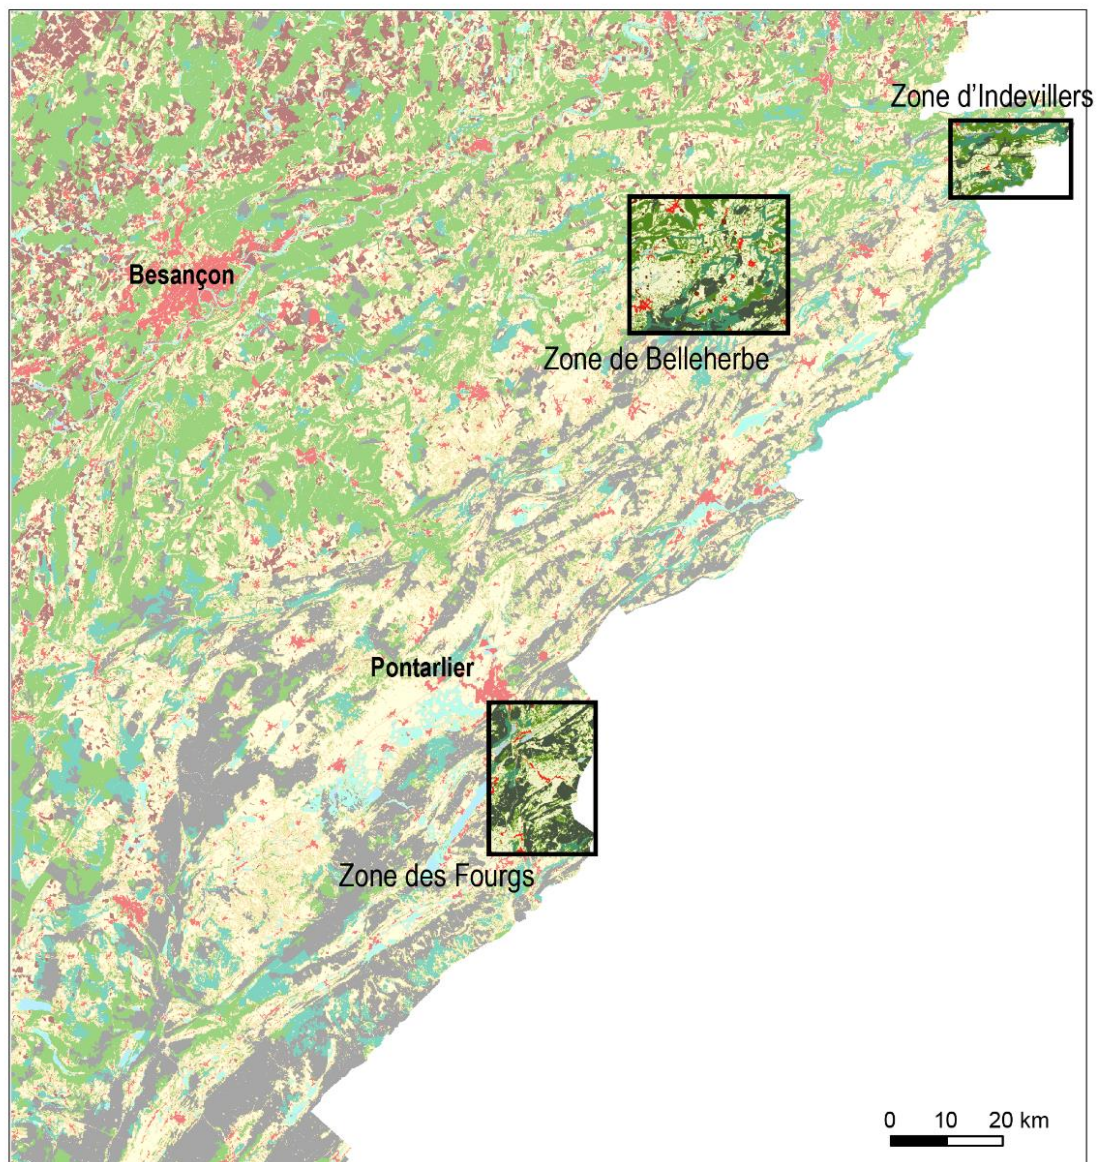 Zone d'Indevillers
Besançon
Zone de Belleherbe
Pontarlier
Zone des Fourgs
0 10 20 km